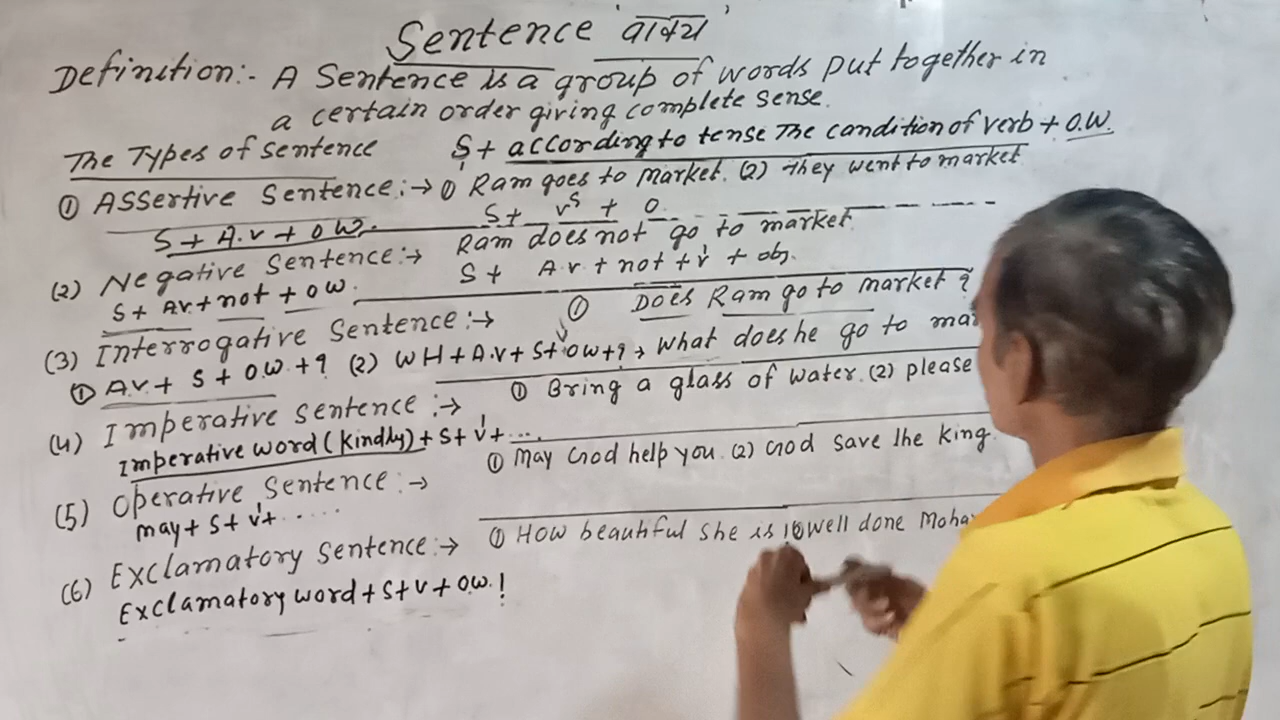 Sentence 'वाक्य'
Definition:- A Sentence is a group of words put together in
a certain order giving complete sense.
The Types of sentence S+ according to tense The condition of verb + O.W.
① Assertive Sentence:→ ① Ram goes to market. (2) They went to market
S+ vs + O.
S + A.v + O W.
(2) Negative Sentence:→ Ram does not go to market.
S+ A.v + not + v' + obj.
S+ Av + not + ow.
(3) Interrogative Sentence:→ ① Does Ram go to market ?
① A.v + S + O.W + ? (2) WH + A.v + S + v' OW + ? → What does he go to
(4) Imperative sentence:→ ① Bring a glass of water. (2) please
Imperative word (kindly) + S + v' + ....
(5) Operative Sentence:→ ① May God help you. (2) God save the king.
may + S + v' + .....
(6) Exclamatory Sentence:→ ① How beautiful she is well done
Exclamatory word + S + v + O.W. !